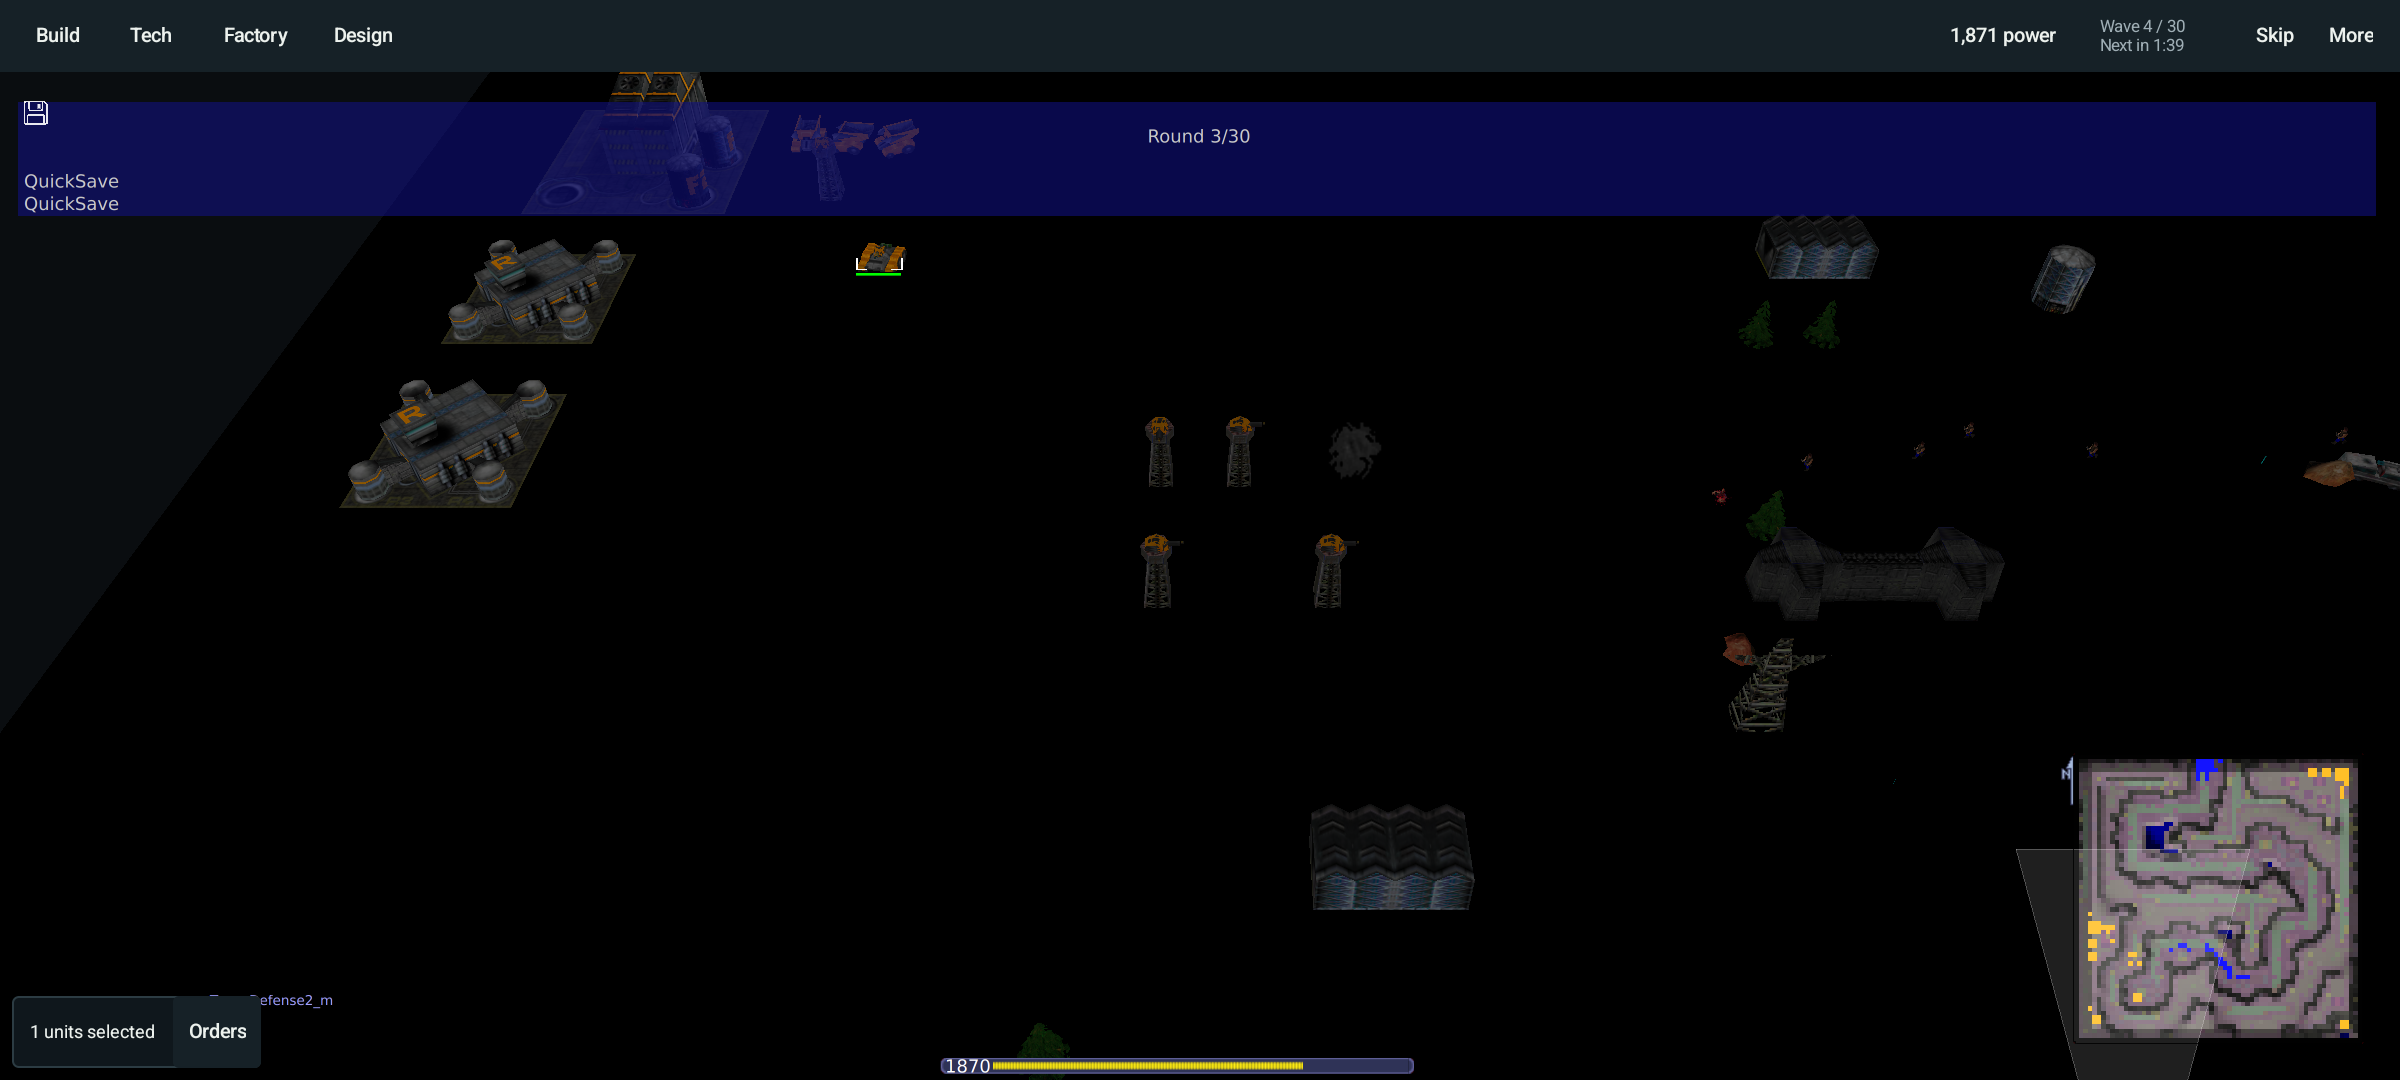 Build Tech Factory Design 1,871 power Wave 4 / 30 Skip More
Next in 1:39
Round 3/30
QuickSave
QuickSave
R
R
N
efense2_m
1 units selected Orders
1870